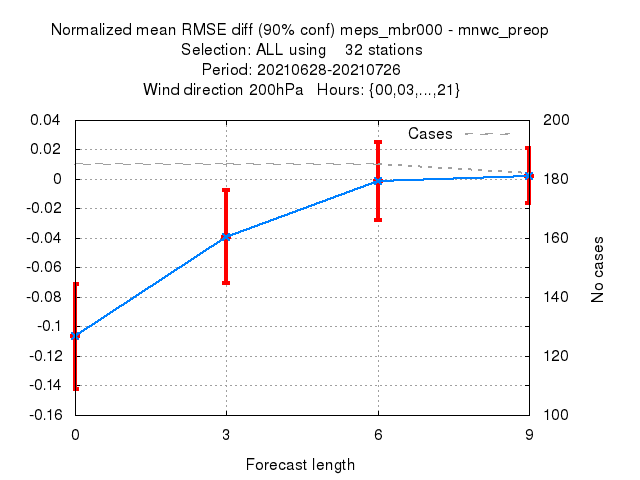 Normalized mean RMSE diff (90% conf) meps_mbr000 - mnwc_preop
Selection: ALL using 32 stations
Period: 20210628-20210726
Wind direction 200hPa Hours: {00,03,...,21}
0.04
0.02
0
-0.02
-0.04
-0.06
-0.08
-0.1
-0.12
-0.14
-0.16
Cases
200
180
160
140
120
100
No cases
0 3 6 9
Forecast length